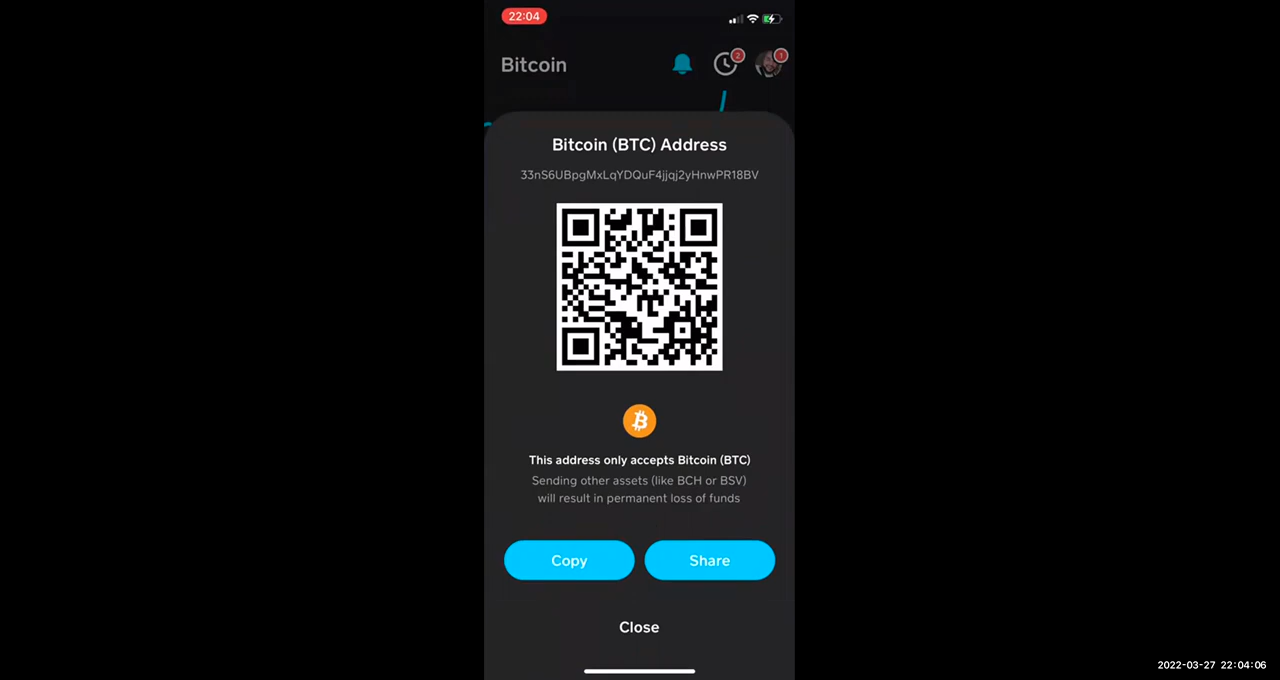 22:04
Bitcoin
2
1
Bitcoin (BTC) Address
33nS6UBpgMxLqYDQuF4jjqj2yHnwPR18BV
This address only accepts Bitcoin (BTC)
Sending other assets (like BCH or BSV)
will result in permanent loss of funds
Copy
Share
Close
2022-03-27 22:04:06